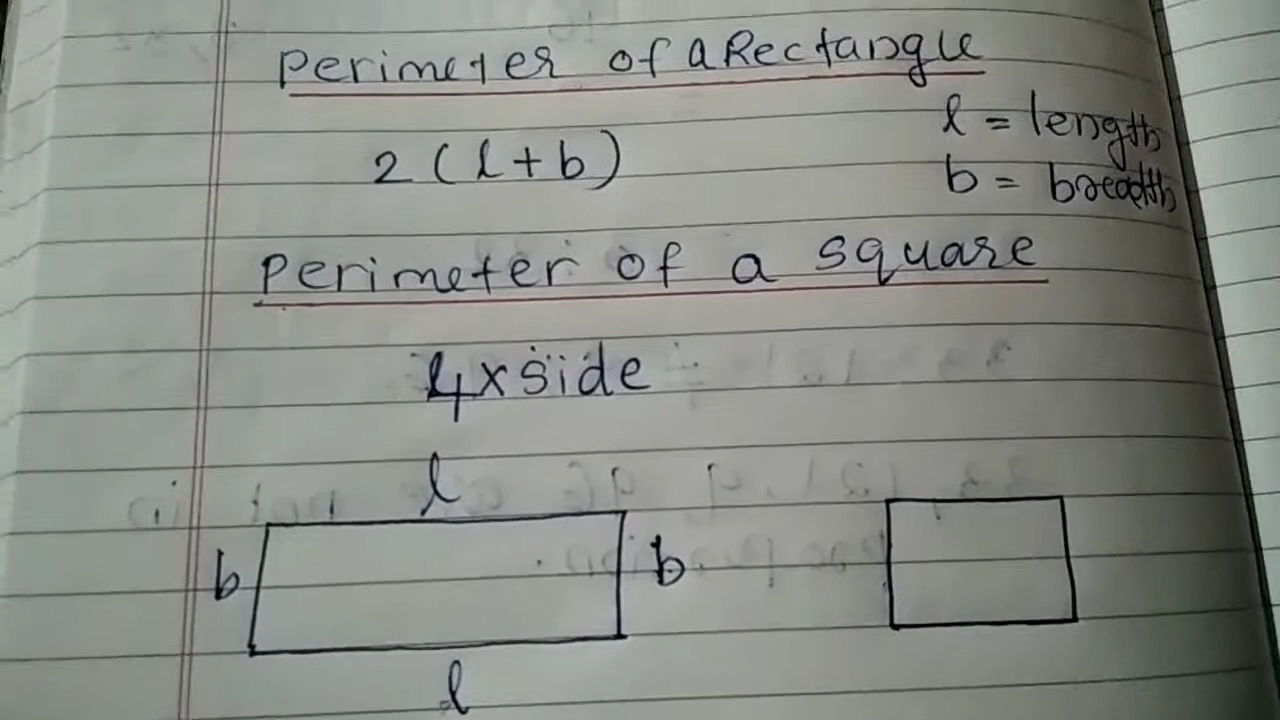 Perimeter of a Rectangle
l = length
2 (l + b)
b = breadth
Perimeter of a square
4 x side
l
b
b
l